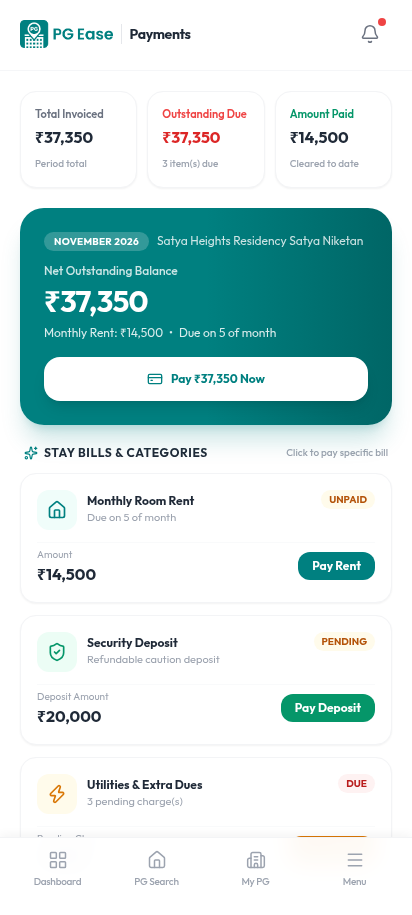 PG
PG Ease
Payments
Total Invoiced
₹37,350
Period total
Outstanding Due
₹37,350
3 item(s) due
Amount Paid
₹14,500
Cleared to date
NOVEMBER 2026
Satya Heights Residency Satya Niketan
Net Outstanding Balance
₹37,350
Monthly Rent: ₹14,500 • Due on 5 of month
Pay ₹37,350 Now
STAY BILLS & CATEGORIES
Click to pay specific bill
Monthly Room Rent
Due on 5 of month
UNPAID
Amount
₹14,500
Pay Rent
Security Deposit
Refundable caution deposit
PENDING
Deposit Amount
₹20,000
Pay Deposit
Utilities & Extra Dues
3 pending charge(s)
DUE
Dashboard
PG Search
My PG
Menu